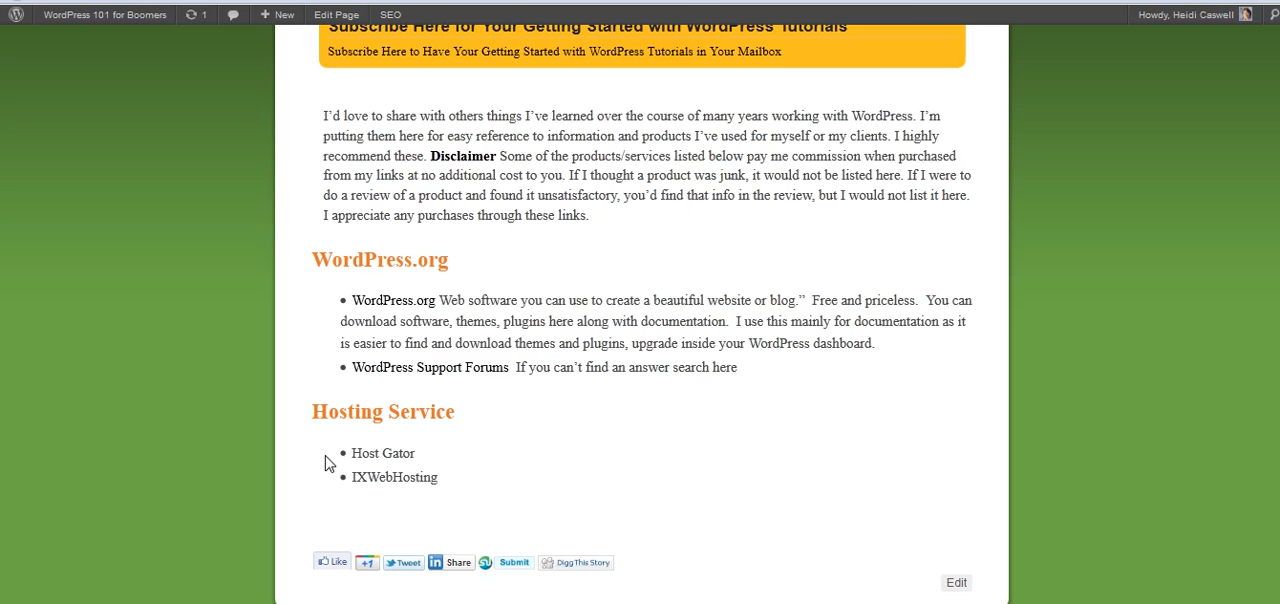 WordPress 101 for Boomers 1 New Edit Page SEO Howdy, Heidi Caswell
Subscribe Here for Your Getting Started with WordPress Tutorials
Subscribe Here to Have Your Getting Started with WordPress Tutorials in Your Mailbox
I'd love to share with others things I've learned over the course of many years working with WordPress. I'm
putting them here for easy reference to information and products I've used for myself or my clients. I highly
recommend these. Disclaimer Some of the products/services listed below pay me commission when purchased
from my links at no additional cost to you. If I thought a product was junk, it would not be listed here. If I were to
do a review of a product and found it unsatisfactory, you'd find that info in the review, but I would not list it here.
I appreciate any purchases through these links.
WordPress.org
• WordPress.org Web software you can use to create a beautiful website or blog.” Free and priceless. You can
download software, themes, plugins here along with documentation. I use this mainly for documentation as it
is easier to find and download themes and plugins, upgrade inside your WordPress dashboard.
• WordPress Support Forums If you can't find an answer search here
Hosting Service
• Host Gator
• IXWebHosting
Like +1 Tweet in Share Submit Digg This Story
Edit